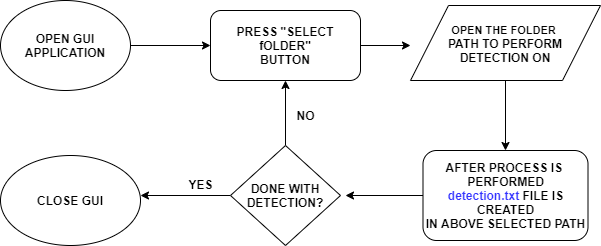 OPEN GUI
APPLICATION
PRESS "SELECT
fOLDER"
BUTTON
OPEN THE FOLDER
PATH TO PERFORM
DETECTION ON
NO
AFTER PROCESS IS
PERFORMED
detection.txt FILE IS
CREATED
IN ABOVE SELECTED PATH
DONE WITH
DETECTION?
YES
CLOSE GUI